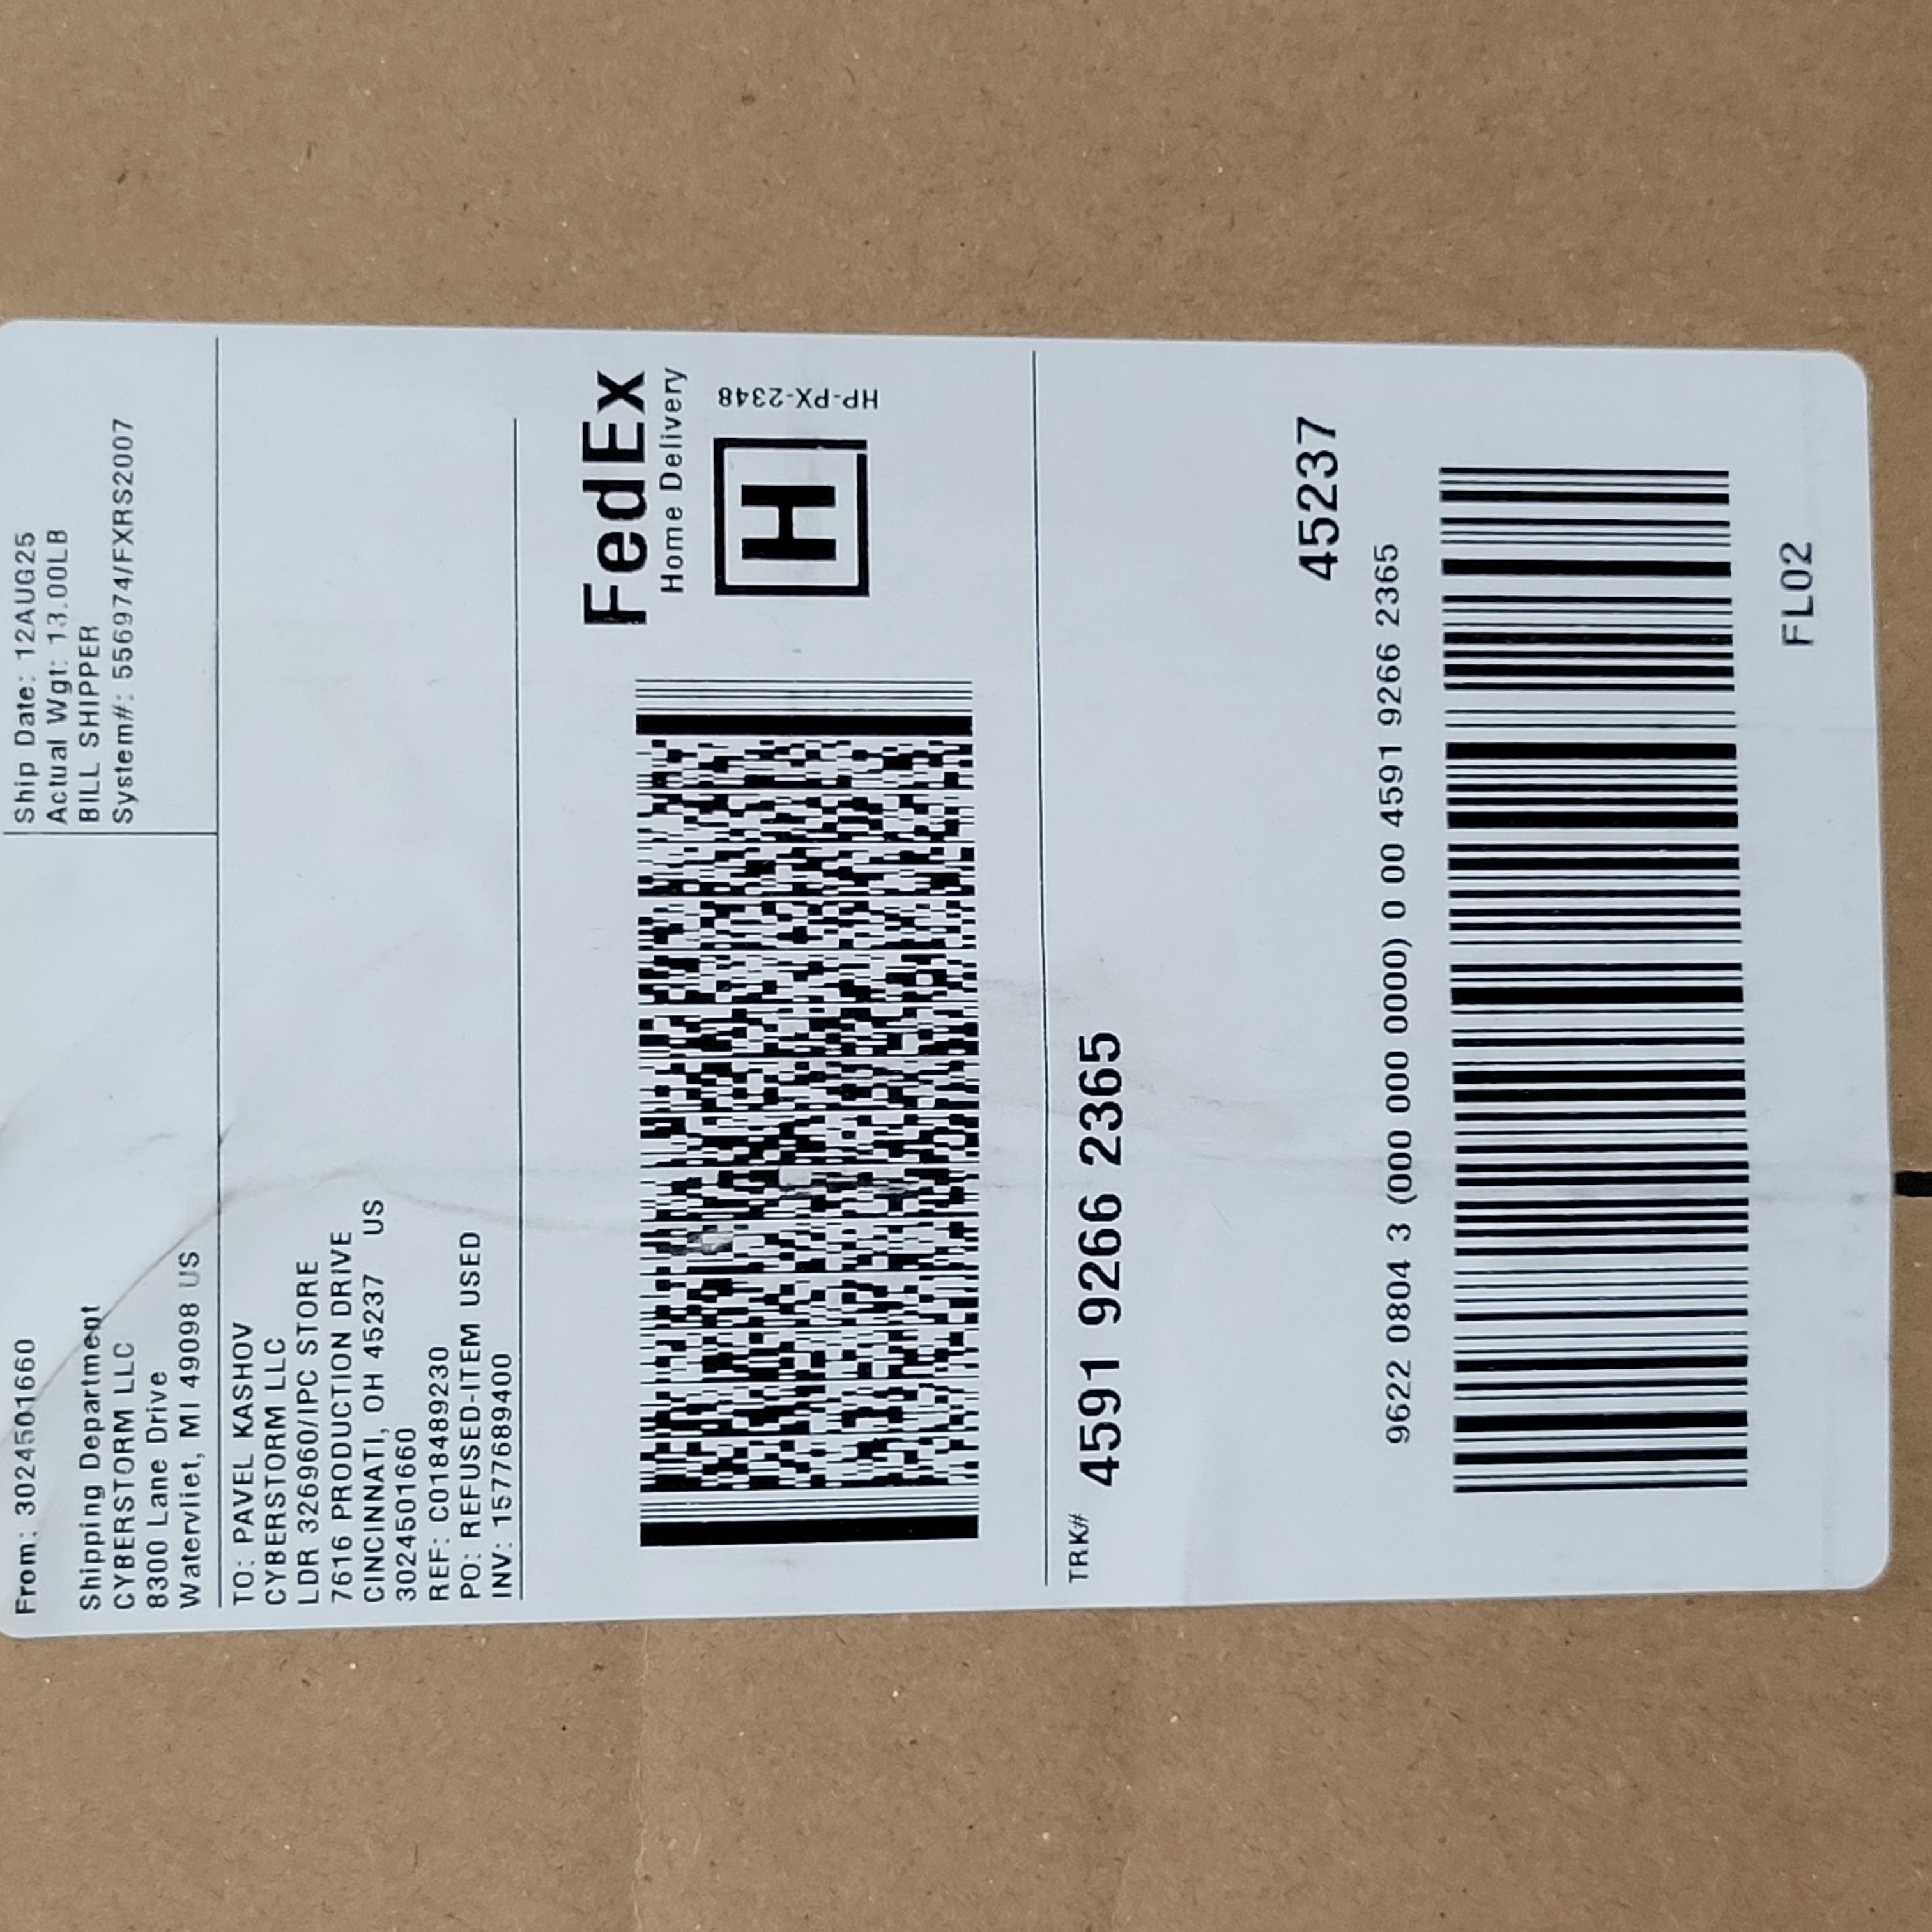 From: 3024501660
Shipping Department
CYBERSTORM LLC
8300 Lane Drive
Watervliet, MI 49098 US
Ship Date: 12AUG25
Actual Wgt: 13.00LB
BILL SHIPPER
System#: 556974/FXRS2007
TO: PAVEL KASHOV
CYBERSTORM LLC
LDR 326960/IPC STORE
7616 PRODUCTION DRIVE
CINCINNATI, OH 45237 US
3024501660
REF: C018489230
PO: REFUSED-ITEM USED
INV: 1577689400
FedEx
Home Delivery
H
HP-PX-2348
TRK# 4591 9266 2365
45237
9622 0804 3 (000 000 0000) 0 00 4591 9266 2365
FL02